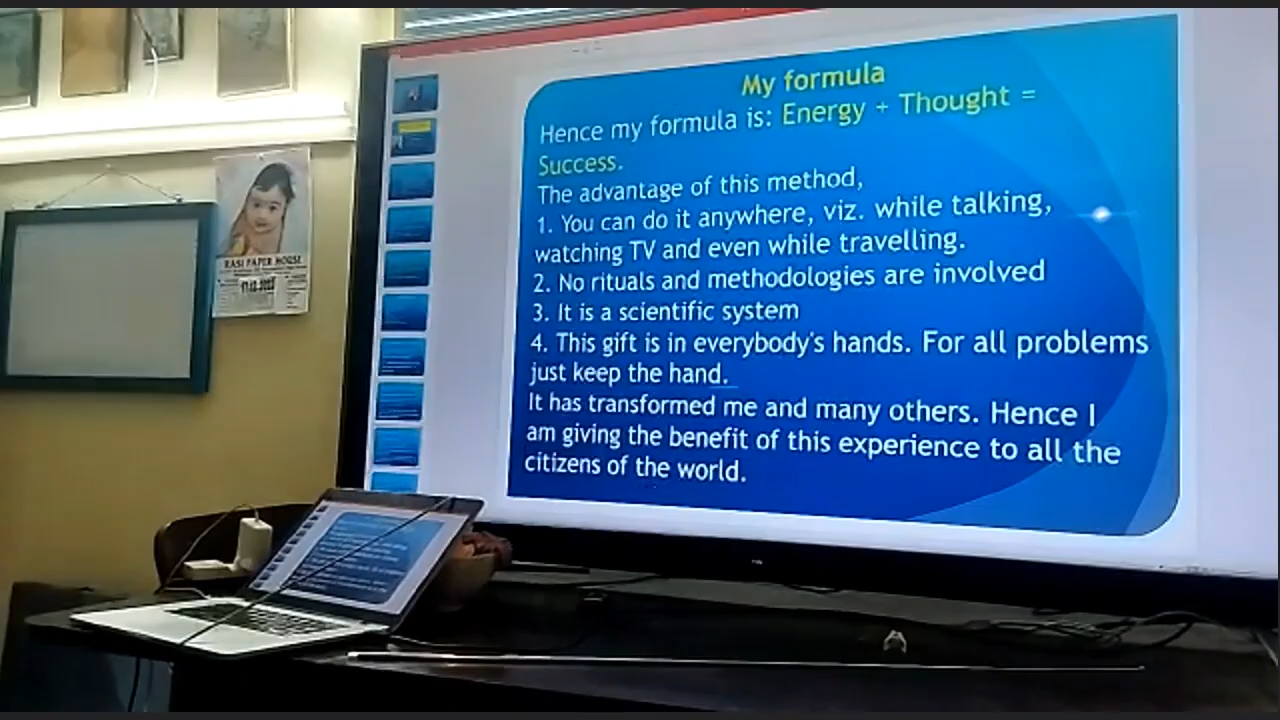 My formula
Hence my formula is: Energy + Thought =
Success.
The advantage of this method,
1. You can do it anywhere, viz. while talking,
watching TV and even while travelling.
2. No rituals and methodologies are involved
3. It is a scientific system
4. This gift is in everybody's hands. For all problems
just keep the hand.
It has transformed me and many others. Hence I
am giving the benefit of this experience to all the
citizens of the world.
RASI PAPER HOUSE